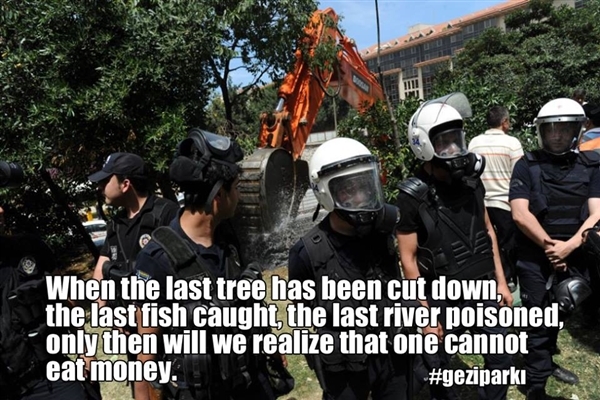 When the last tree has been cut down,
the last fish caught, the last river poisoned,
only then will we realize that one cannot
eat money.
#geziparkı